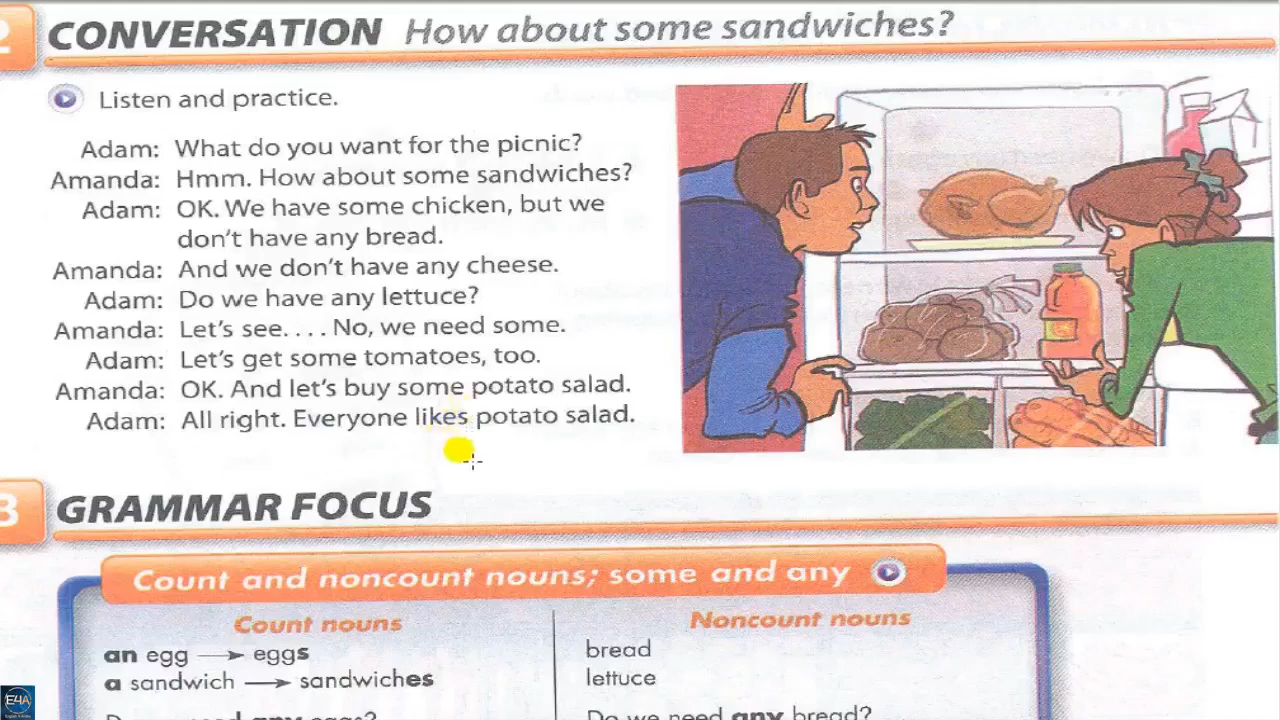 2 CONVERSATION How about some sandwiches?
Listen and practice.
Adam: What do you want for the picnic?
Amanda: Hmm. How about some sandwiches?
Adam: OK. We have some chicken, but we
don't have any bread.
Amanda: And we don't have any cheese.
Adam: Do we have any lettuce?
Amanda: Let's see. . . . No, we need some.
Adam: Let's get some tomatoes, too.
Amanda: OK. And let's buy some potato salad.
Adam: All right. Everyone likes potato salad.
3 GRAMMAR FOCUS
Count and noncount nouns; some and any
Count nouns
an egg → eggs
a sandwich → sandwiches
Noncount nouns
bread
lettuce
Do we need any bread?
E4A